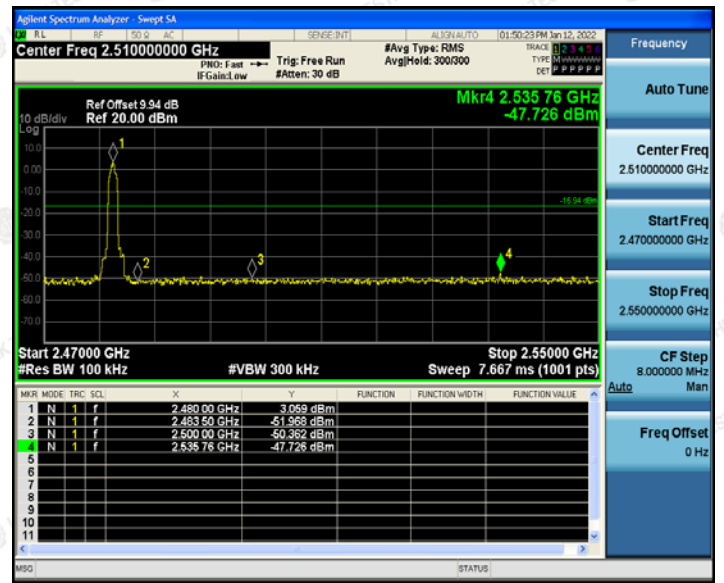 Agilent Spectrum Analyzer - Swept SA
RL RF 50 Ω AC SENSE:INT ALIGNAUTO 01:50:23 PM Jan 12, 2022
Center Freq 2.510000000 GHz
PNO: Fast
IFGain:Low
Trig: Free Run
#Atten: 30 dB
#Avg Type: RMS
Avg|Hold: 300/300
TRACE 1 2 3 4 5 6
TYPE M
DET P P P P P P
Ref Offset 9.94 dB
Ref 20.00 dBm
10 dB/div
Log
Mkr4 2.535 76 GHz
-47.726 dBm
10.0
0.00
-10.0
-20.0
-30.0
-40.0
-50.0
-60.0
-70.0
1
2
3
4
-16.94 dBm
Start 2.47000 GHz
Stop 2.55000 GHz
#Res BW 100 kHz
#VBW 300 kHz
Sweep 7.667 ms (1001 pts)
MKR MODE TRC SCL X Y FUNCTION FUNCTION WIDTH FUNCTION VALUE
1 N 1 f 2.480 00 GHz 3.059 dBm
2 N 1 f 2.483 50 GHz -51.968 dBm
3 N 1 f 2.500 00 GHz -50.362 dBm
4 N 1 f 2.535 76 GHz -47.726 dBm
5
6
7
8
9
10
11
MSG STATUS
Frequency
Auto Tune
Center Freq
2.510000000 GHz
Start Freq
2.470000000 GHz
Stop Freq
2.550000000 GHz
CF Step
8.000000 MHz
Auto Man
Freq Offset
0 Hz